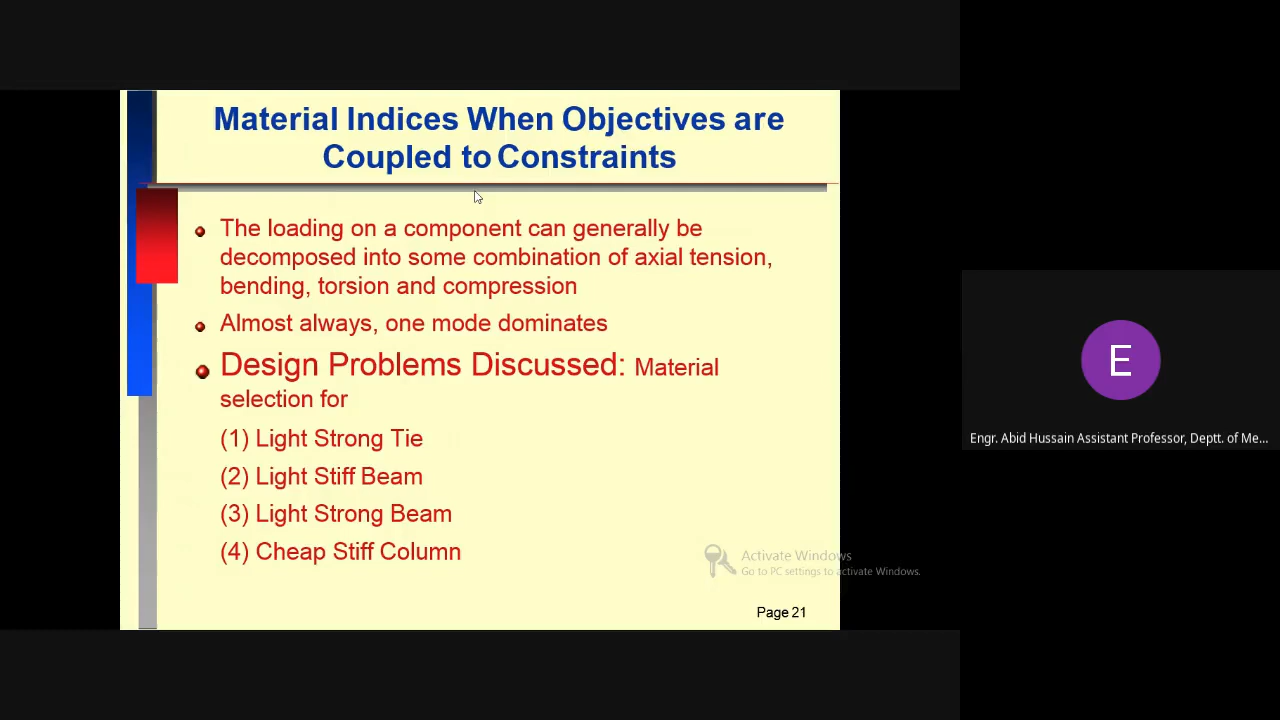 Material Indices When Objectives are
Coupled to Constraints
The loading on a component can generally be
decomposed into some combination of axial tension,
bending, torsion and compression
Almost always, one mode dominates
Design Problems Discussed: Material
selection for
(1) Light Strong Tie
(2) Light Stiff Beam
(3) Light Strong Beam
(4) Cheap Stiff Column
Activate Windows
Go to PC settings to activate Windows.
Page 21
E
Engr. Abid Hussain Assistant Professor, Deptt. of Me...